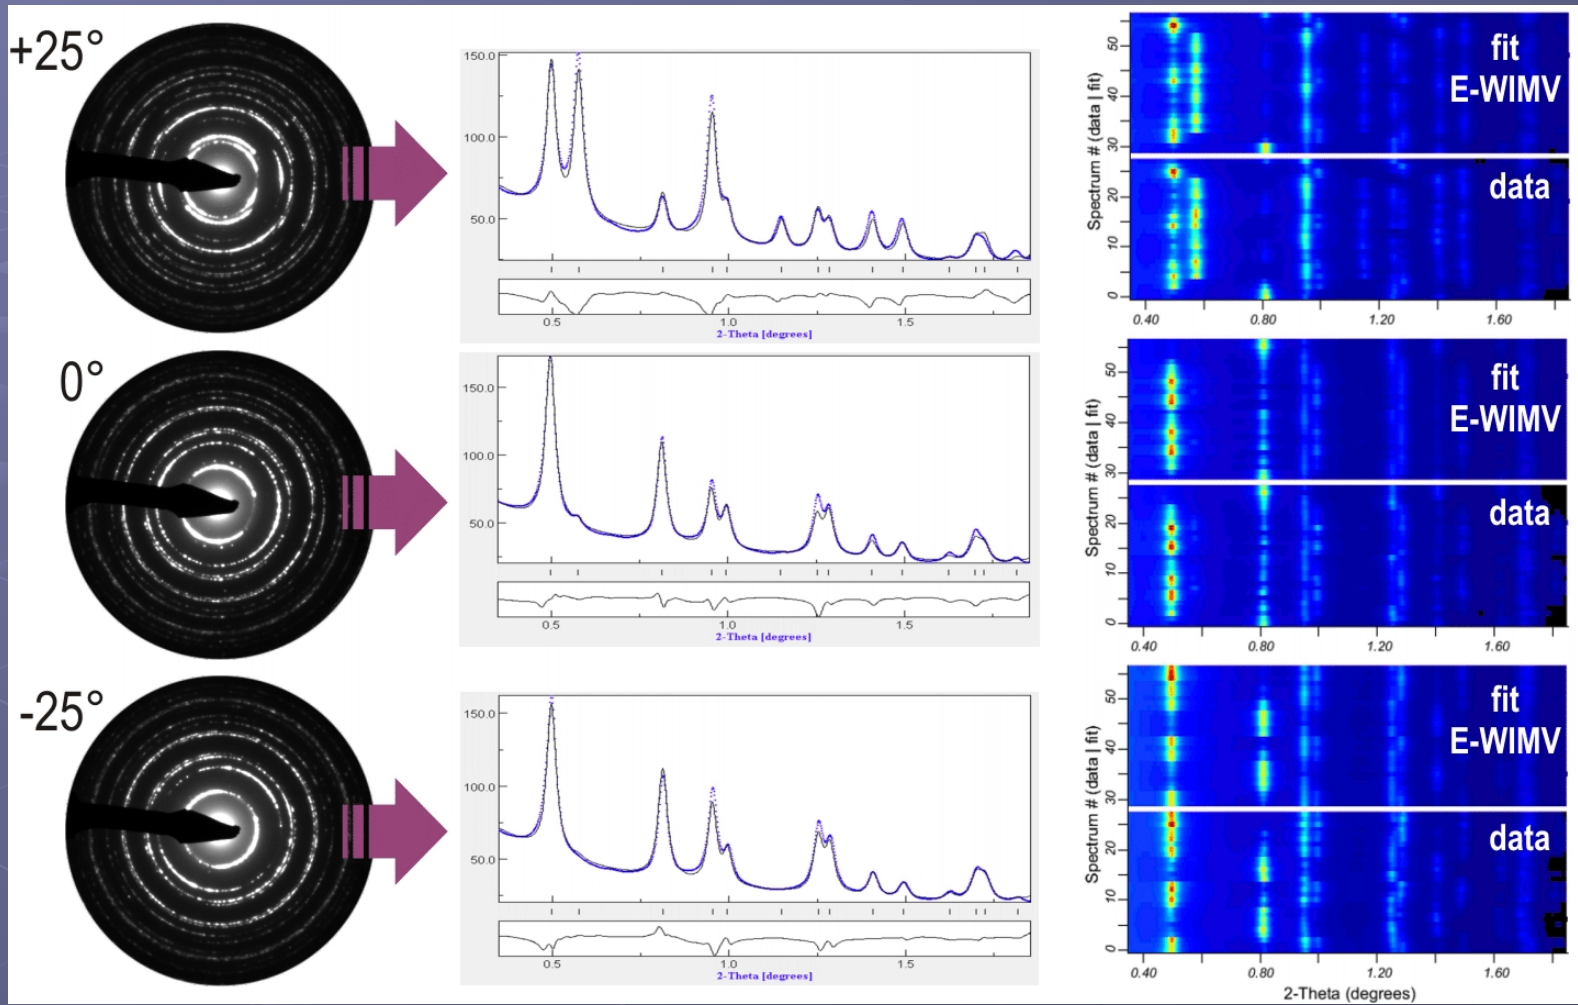 +25°
150.0
100.0
50.0
0.5 1.0 1.5
2-Theta [degrees]
Spectrum # (data | fit)
50
40
30
20
10
0
fit
E-WIMV
data
0.40 0.80 1.20 1.60
0°
150.0
100.0
50.0
0.5 1.0 1.5
2-Theta [degrees]
Spectrum # (data | fit)
50
40
30
20
10
0
fit
E-WIMV
data
0.40 0.80 1.20 1.60
-25°
150.0
100.0
50.0
0.5 1.0 1.5
2-Theta [degrees]
Spectrum # (data | fit)
50
40
30
20
10
0
fit
E-WIMV
data
0.40 0.80 1.20 1.60
2-Theta (degrees)